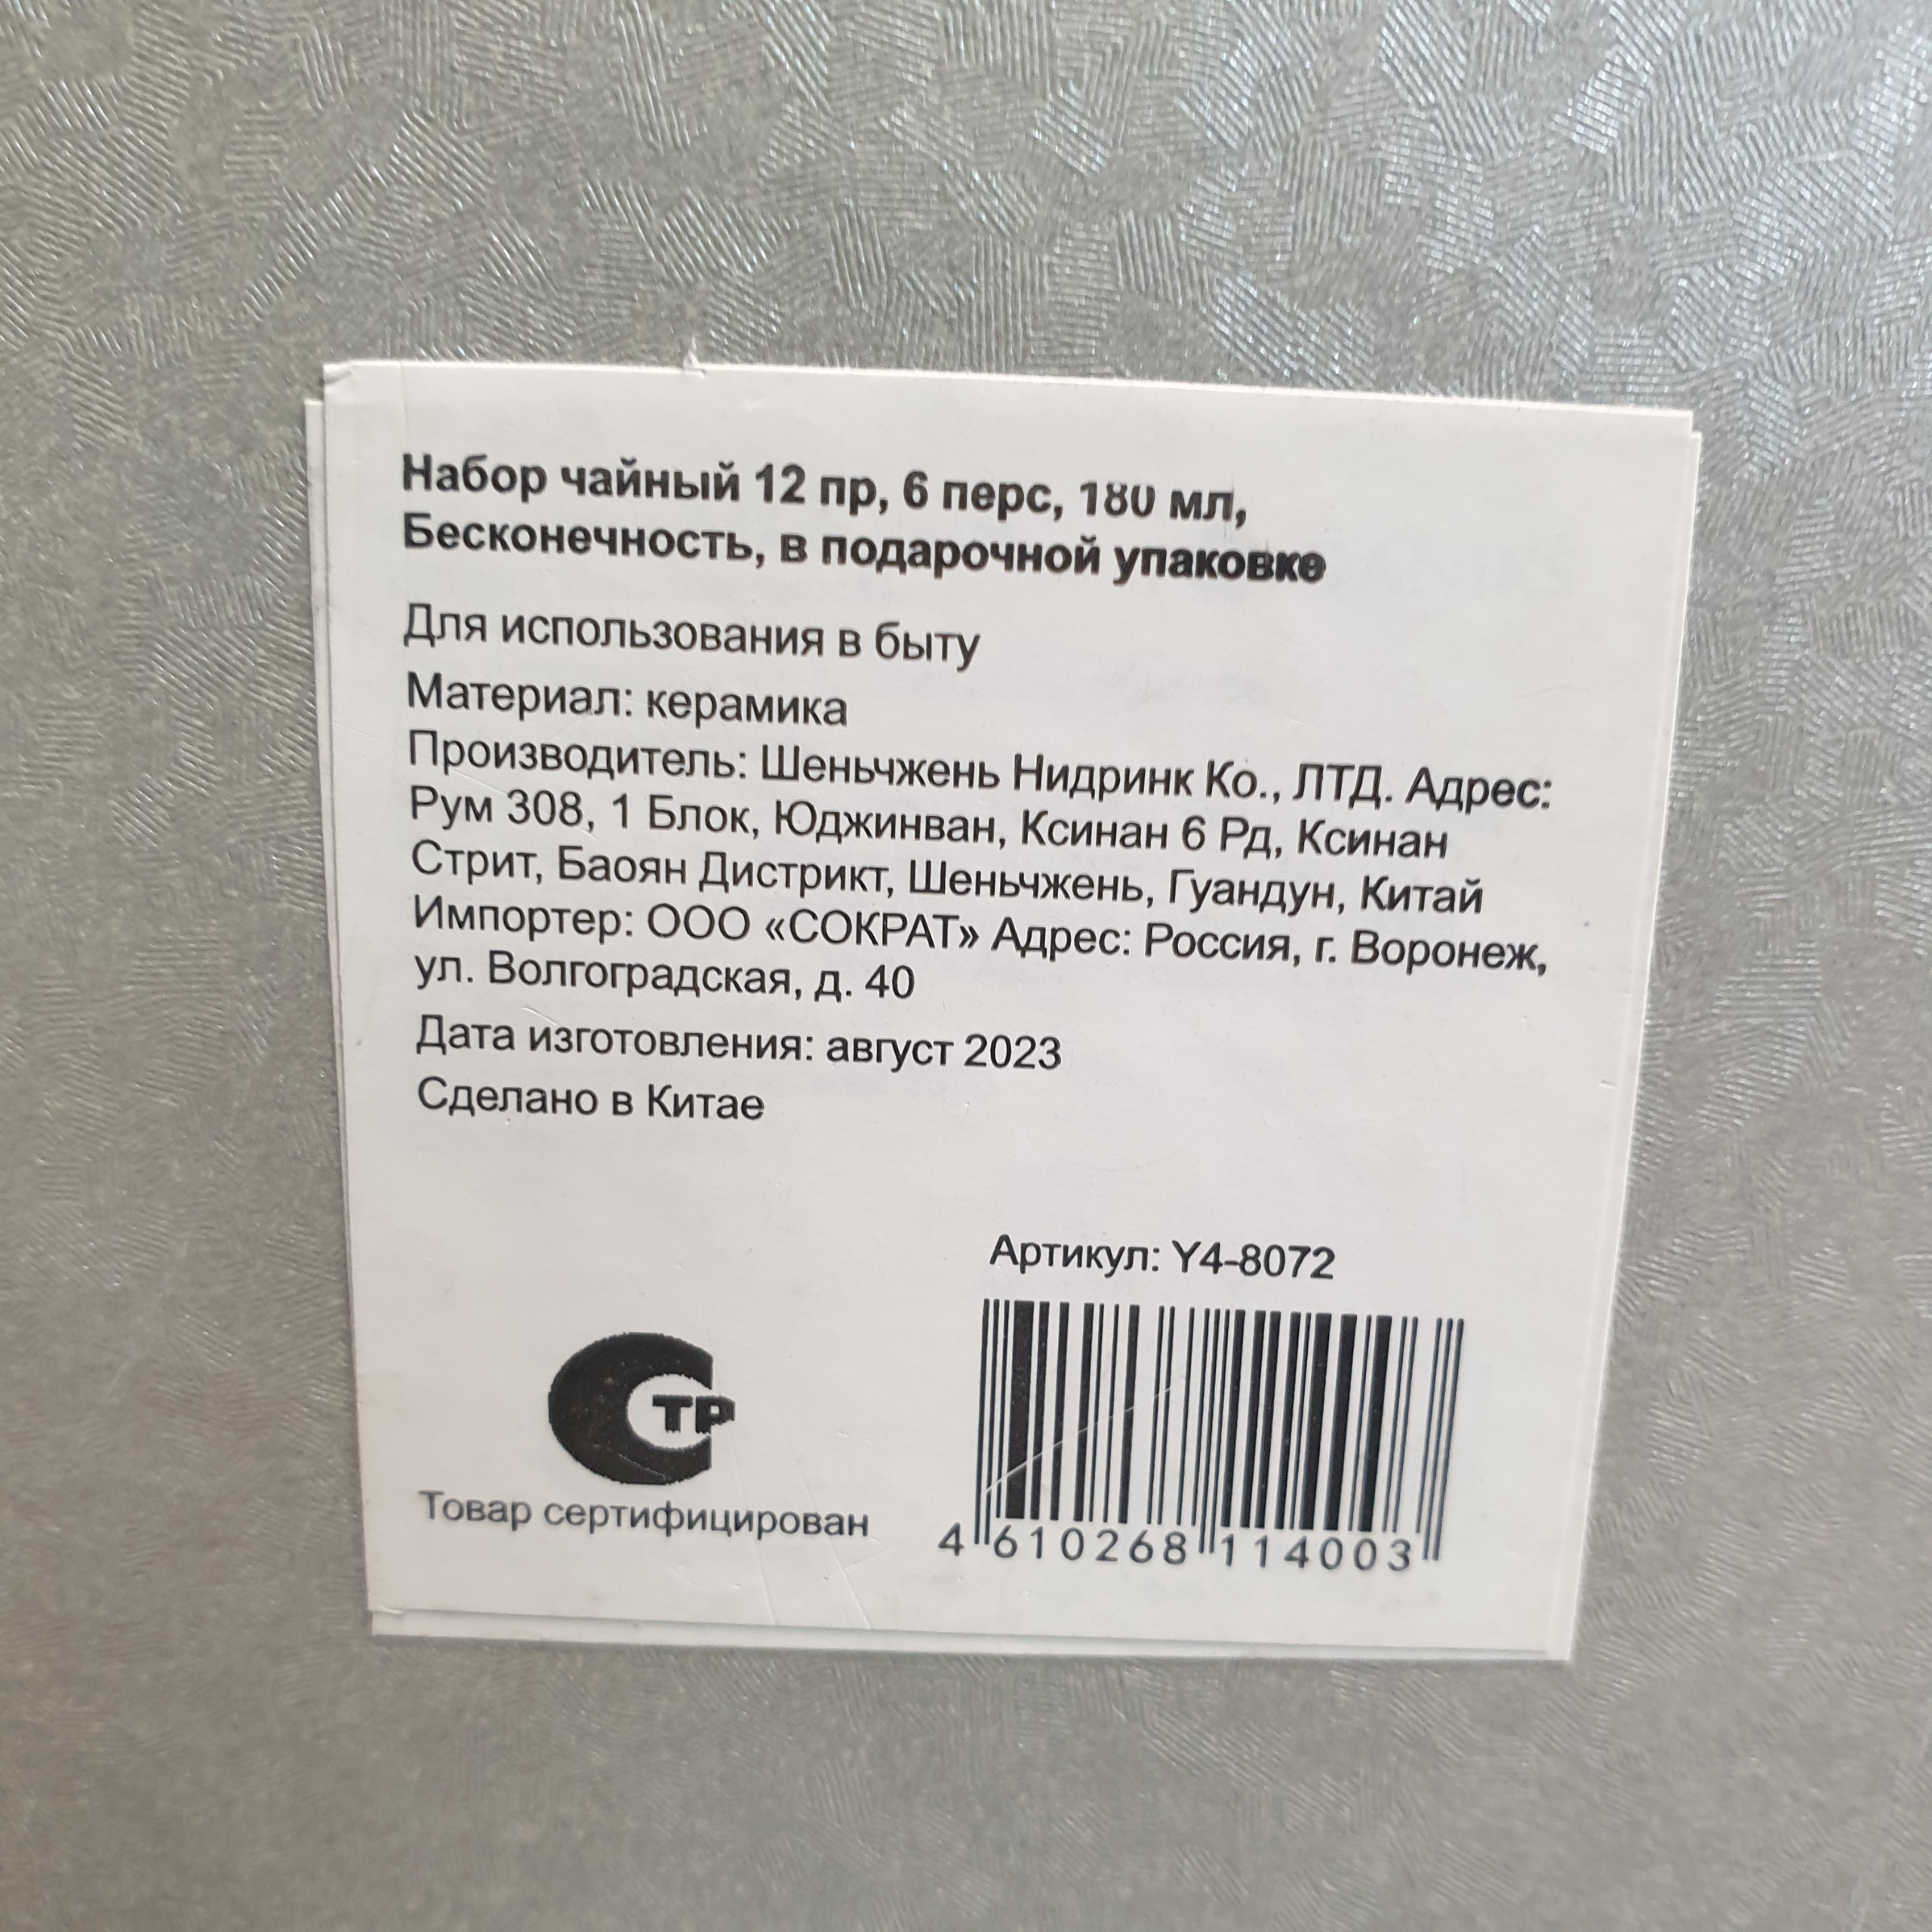 Набор чайный 12 пр, 6 перс, 180 мл,
Бесконечность, в подарочной упаковке
Для использования в быту
Материал: керамика
Производитель: Шеньчжень Нидринк Ко., ЛТД. Адрес:
Рум 308, 1 Блок, Юджинван, Ксинан 6 Рд, Ксинан
Стрит, Баоян Дистрикт, Шеньчжень, Гуандун, Китай
Импортер: ООО «СОКРАТ» Адрес: Россия, г. Воронеж,
ул. Волгоградская, д. 40
Дата изготовления: август 2023
Сделано в Китае
Артикул: Y4-8072
СТР
Товар сертифицирован
4 610268 114003